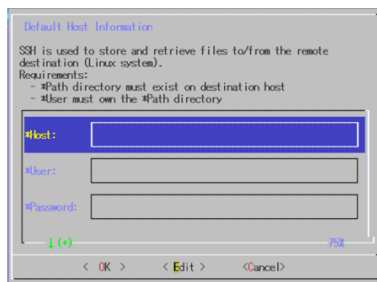 Default Host Information
SSH is used to store and retrieve files to/from the remote
destination (Linux system).
Requirements:
- *Path directory must exist on destination host
- *User must own the *Path directory
*Host:
*User:
*Password:
↓(+) 75%
< OK > < Edit > <Cancel>